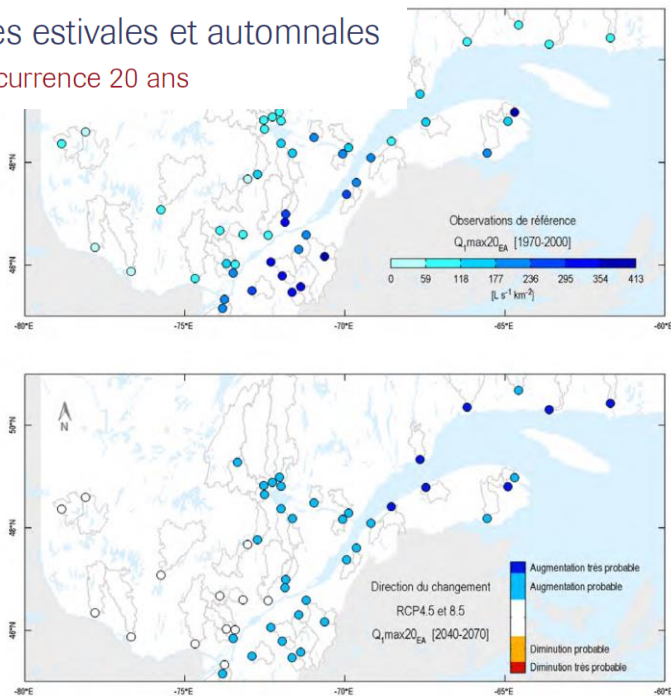 es estivales et automnales
currence 20 ans
48°N
46°N
Observations de référence
Q₁max20EA [1970-2000]
0 59 118 177 236 295 354 413
[L s⁻¹ km⁻²]
-80°E -75°E -70°E -65°E -60°E
N
50°N
48°N
46°N
Augmentation très probable
Augmentation probable
Direction du changement
RCP4.5 et 8.5
Q₁max20EA [2040-2070]
Diminution probable
Diminution très probable
-80°E -75°E -70°E -65°E